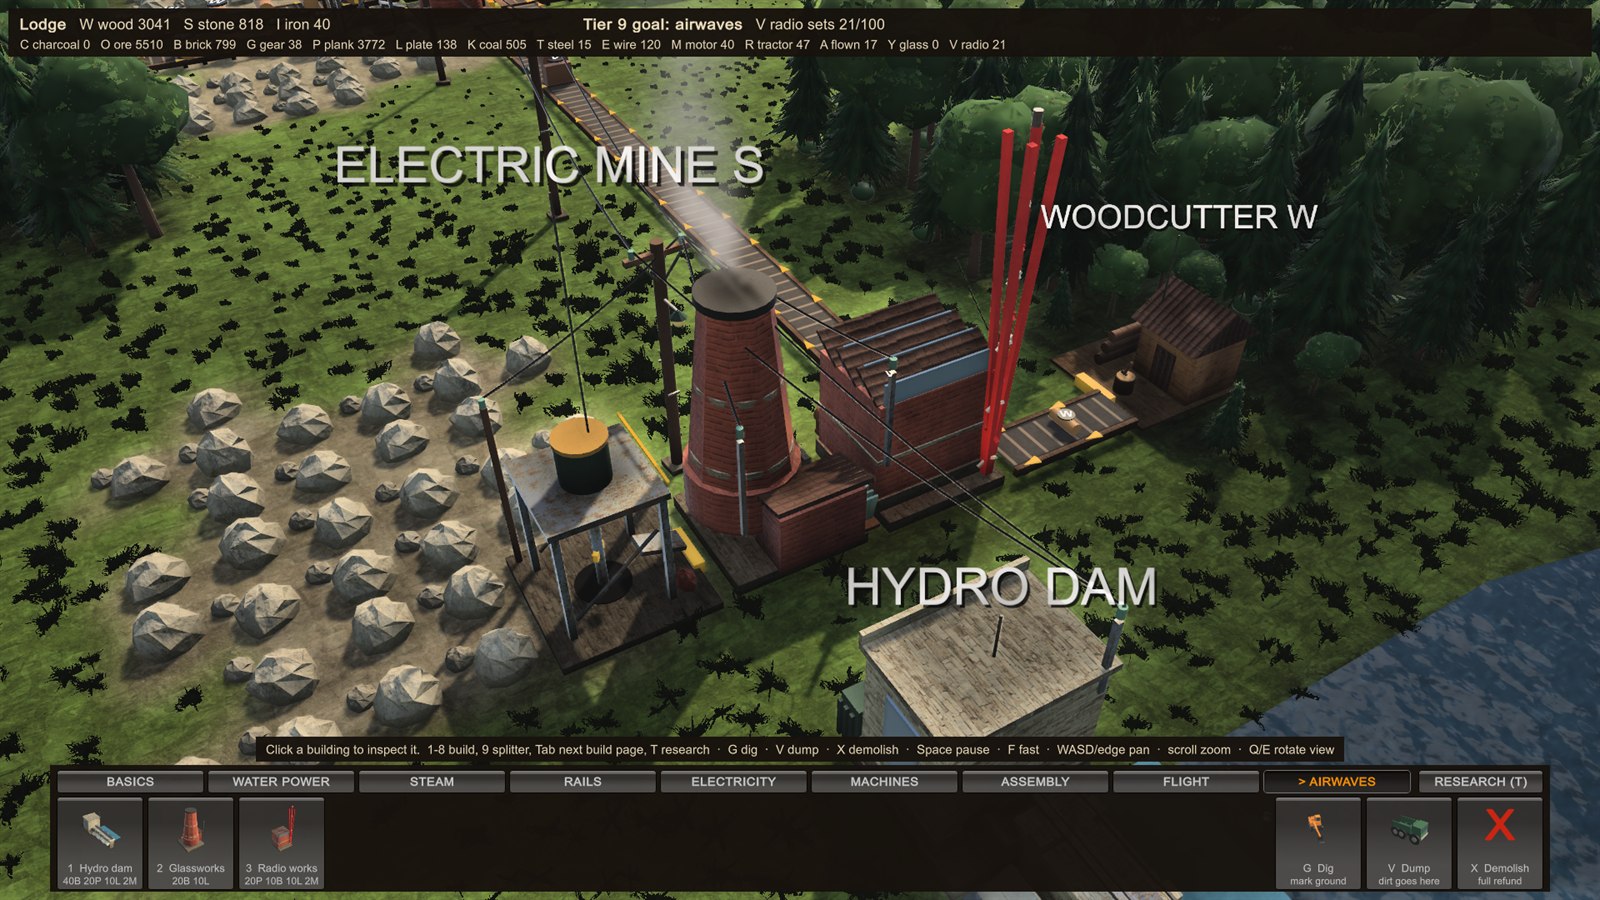 Lodge W wood 3041 S stone 818 I iron 40 Tier 9 goal: airwaves V radio sets 21/100
C charcoal 0 O ore 5510 B brick 799 G gear 38 P plank 3772 L plate 138 K coal 505 T steel 15 E wire 120 M motor 40 R tractor 47 A flown 17 Y glass 0 V radio 21
ELECTRIC MINE S
WOODCUTTER W
W
HYDRO DAM
Click a building to inspect it. 1-8 build, 9 splitter, Tab next build page, T research · G dig · V dump · X demolish · Space pause · F fast · WASD/edge pan · scroll zoom · Q/E rotate view
BASICS WATER POWER STEAM RAILS ELECTRICITY MACHINES ASSEMBLY FLIGHT > AIRWAVES RESEARCH (T)
1 Hydro dam
40B 20P 10L 2M
2 Glassworks
20B 10L
3 Radio works
20P 10B 10L 2M
G Dig
mark ground
V Dump
dirt goes here
X Demolish
full refund